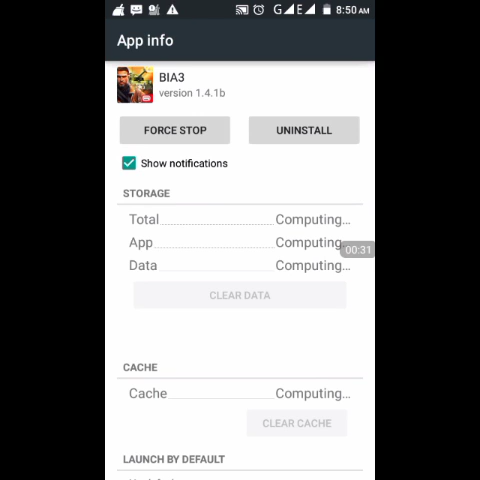 G E 8:50 AM
App info
BIA3
version 1.4.1b
FORCE STOP UNINSTALL
Show notifications
STORAGE
Total Computing...
App Computing...
00:31
Data Computing...
CLEAR DATA
CACHE
Cache Computing...
CLEAR CACHE
LAUNCH BY DEFAULT